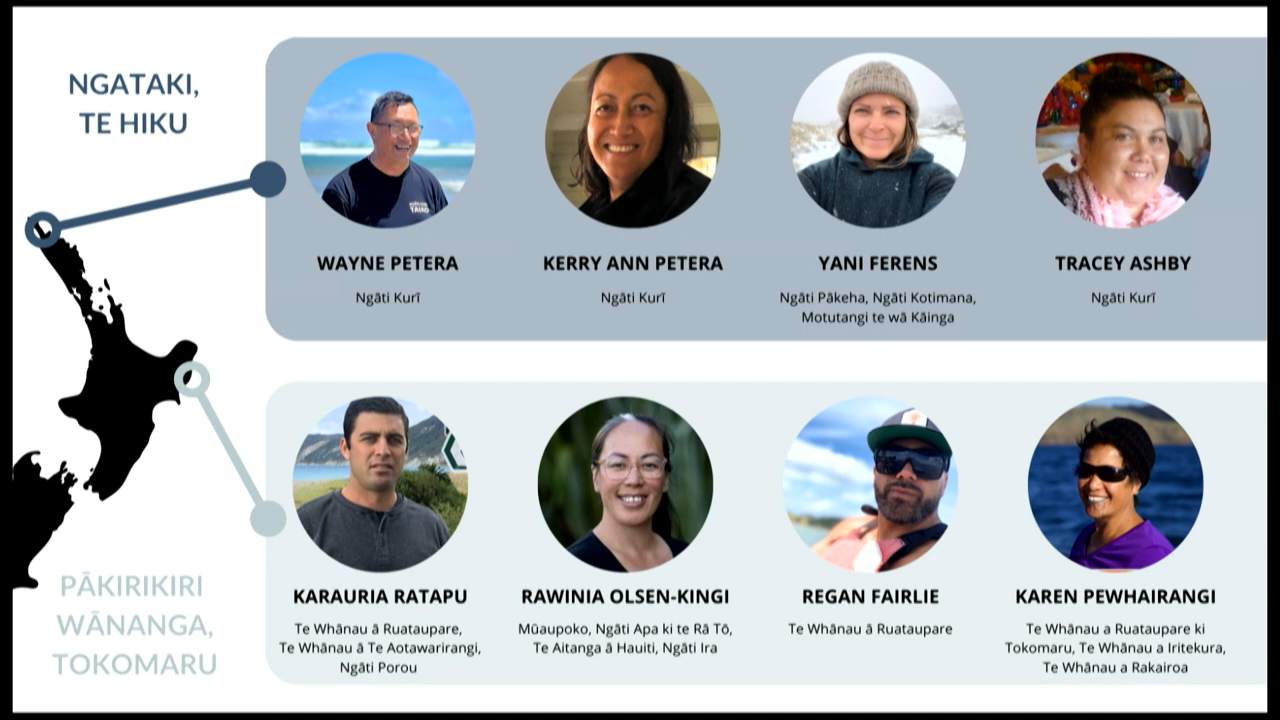 NGATAKI,
TE HIKU
WAYNE PETERA
Ngāti Kurī
KERRY ANN PETERA
Ngāti Kurī
YANI FERENS
Ngāti Pākeha, Ngāti Kotimana,
Motutangi te wā Kāinga
TRACEY ASHBY
Ngāti Kurī
PĀKIRIKIRI
WĀNANGA,
TOKOMARU
KARAURIA RATAPU
Te Whānau ā Ruataupare,
Te Whānau ā Te Aotawarirangi,
Ngāti Porou
RAWINIA OLSEN-KINGI
Mūaupoko, Ngāti Apa ki te Rā Tō,
Te Aitanga ā Hauiti, Ngāti Ira
REGAN FAIRLIE
Te Whānau ā Ruataupare
KAREN PEWHAIRANGI
Te Whānau a Ruataupare ki
Tokomaru, Te Whānau a Iritekura,
Te Whānau a Rakairoa